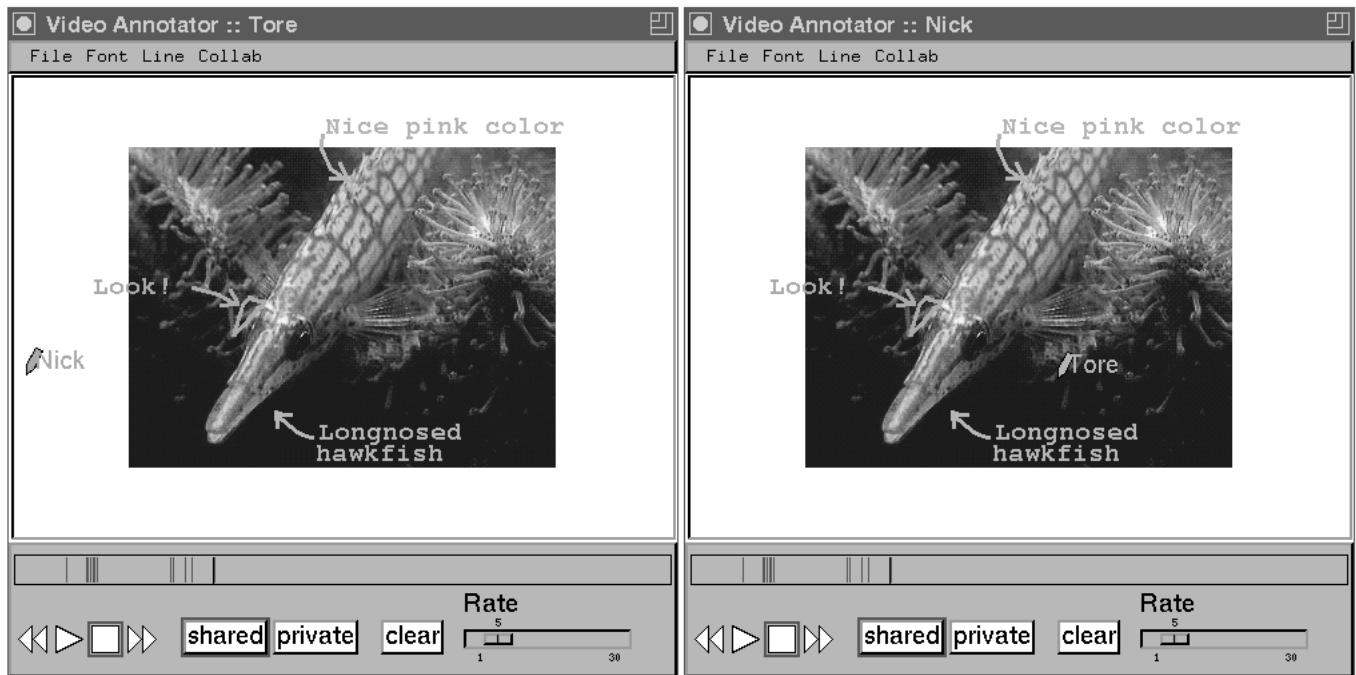 Video Annotator :: Tore
File Font Line Collab
Nice pink color
Look!
Nick
Longnosed
hawkfish
Rate
5
shared private clear
1 30
Video Annotator :: Nick
File Font Line Collab
Nice pink color
Look!
Tore
Longnosed
hawkfish
Rate
5
shared private clear
1 30